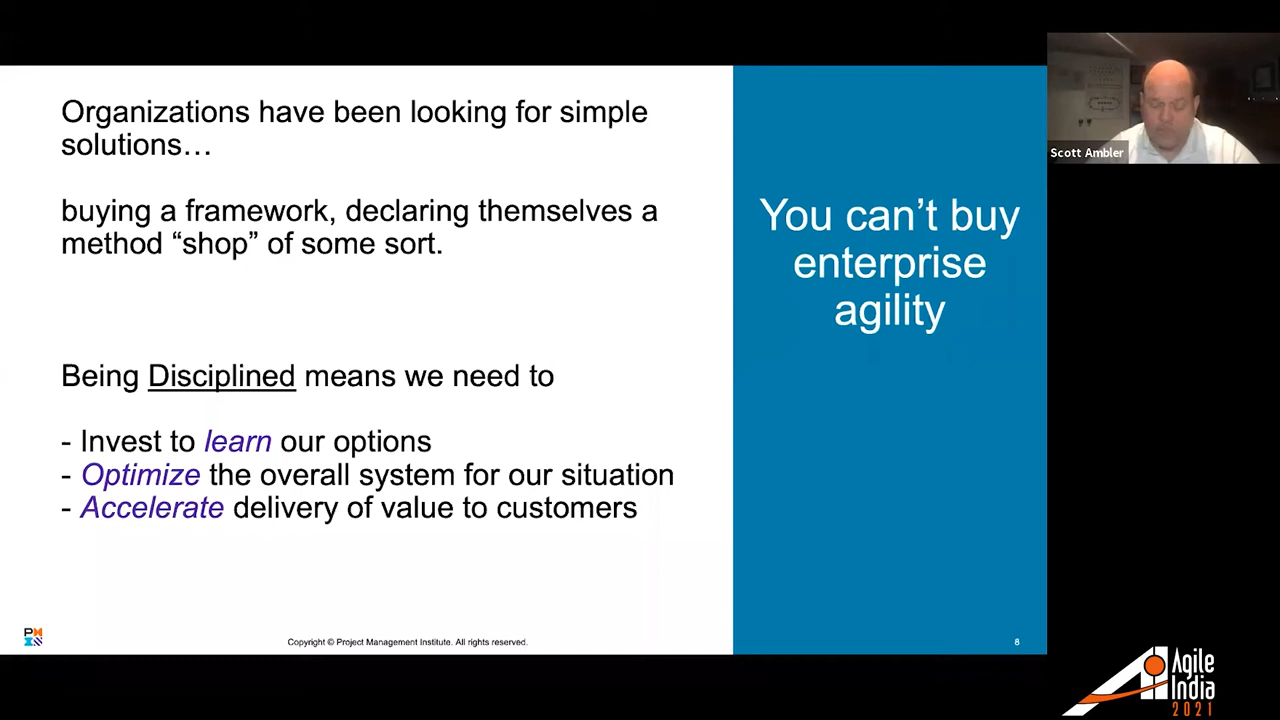 Organizations have been looking for simple
solutions…
buying a framework, declaring themselves a
method “shop” of some sort.
Being Disciplined means we need to
- Invest to learn our options
- Optimize the overall system for our situation
- Accelerate delivery of value to customers
You can’t buy
enterprise
agility
Scott Ambler
Copyright © Project Management Institute. All rights reserved.
8
Agile
India
2021